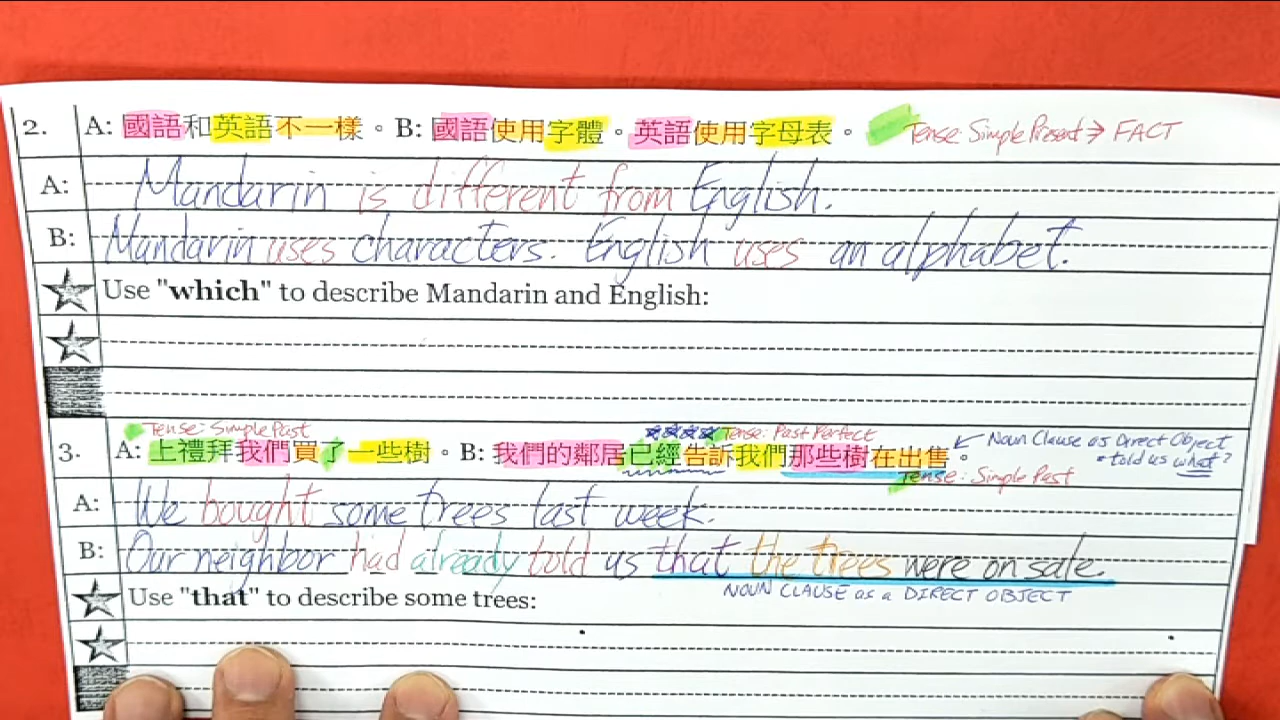 2. A: 國語和英語不一樣。B: 國語使用字體。英語使用字母表。 Tense: Simple Present → FACT
A: Mandarin is different from English.
B: Mandarin uses characters. English uses an alphabet.
Use "which" to describe Mandarin and English:
Tense: Simple Past
Tense: Past Perfect
3. A: 上禮拜我們買了一些樹。B: 我們的鄰居已經告訴我們那些樹在出售。
Noun Clause as Direct Object
told us what?
Tense: Simple Past
A: We bought some trees last week.
B: Our neighbor had already told us that the trees were on sale.
NOUN CLAUSE as a DIRECT OBJECT
Use "that" to describe some trees: